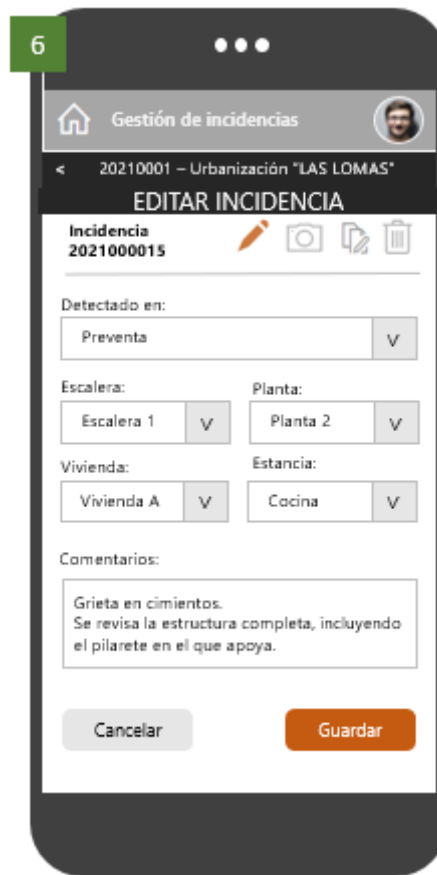 6
Gestión de incidencias
< 20210001 – Urbanización "LAS LOMAS"
EDITAR INCIDENCIA
Incidencia
2021000015
Detectado en:
Preventa V
Escalera: Planta:
Escalera 1 V Planta 2 V
Vivienda: Estancia:
Vivienda A V Cocina V
Comentarios:
Grieta en cimientos.
Se revisa la estructura completa, incluyendo
el pilarete en el que apoya.
Cancelar Guardar